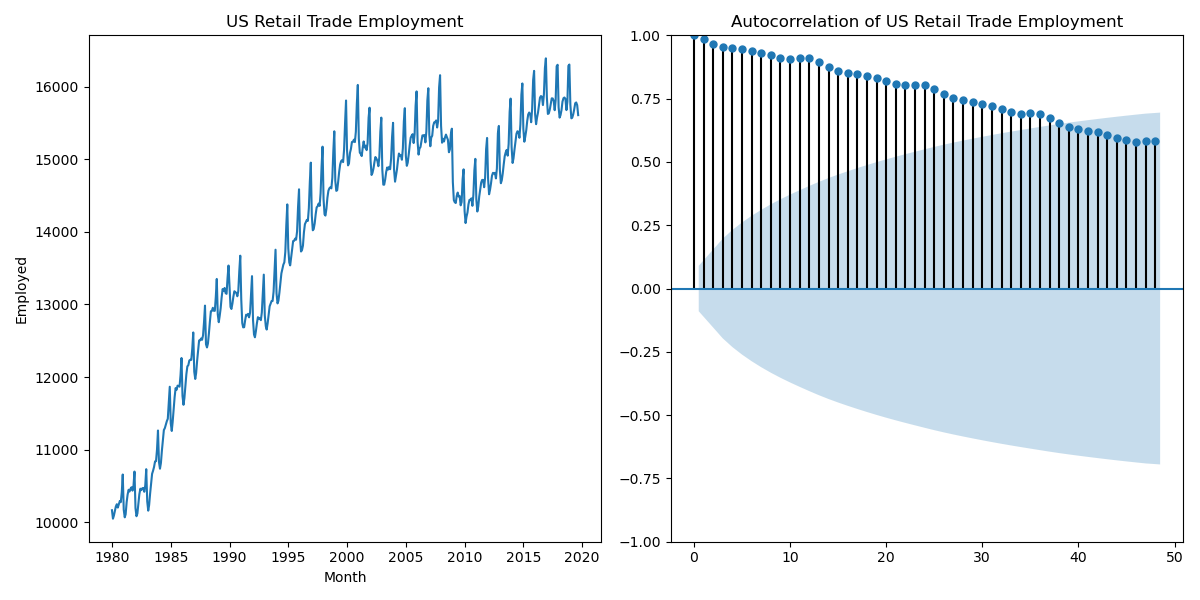 US Retail Trade Employment
Employed
16000
15000
14000
13000
12000
11000
10000
1980 1985 1990 1995 2000 2005 2010 2015 2020
Month
Autocorrelation of US Retail Trade Employment
1.00
0.75
0.50
0.25
0.00
−0.25
−0.50
−0.75
−1.00
0 10 20 30 40 50